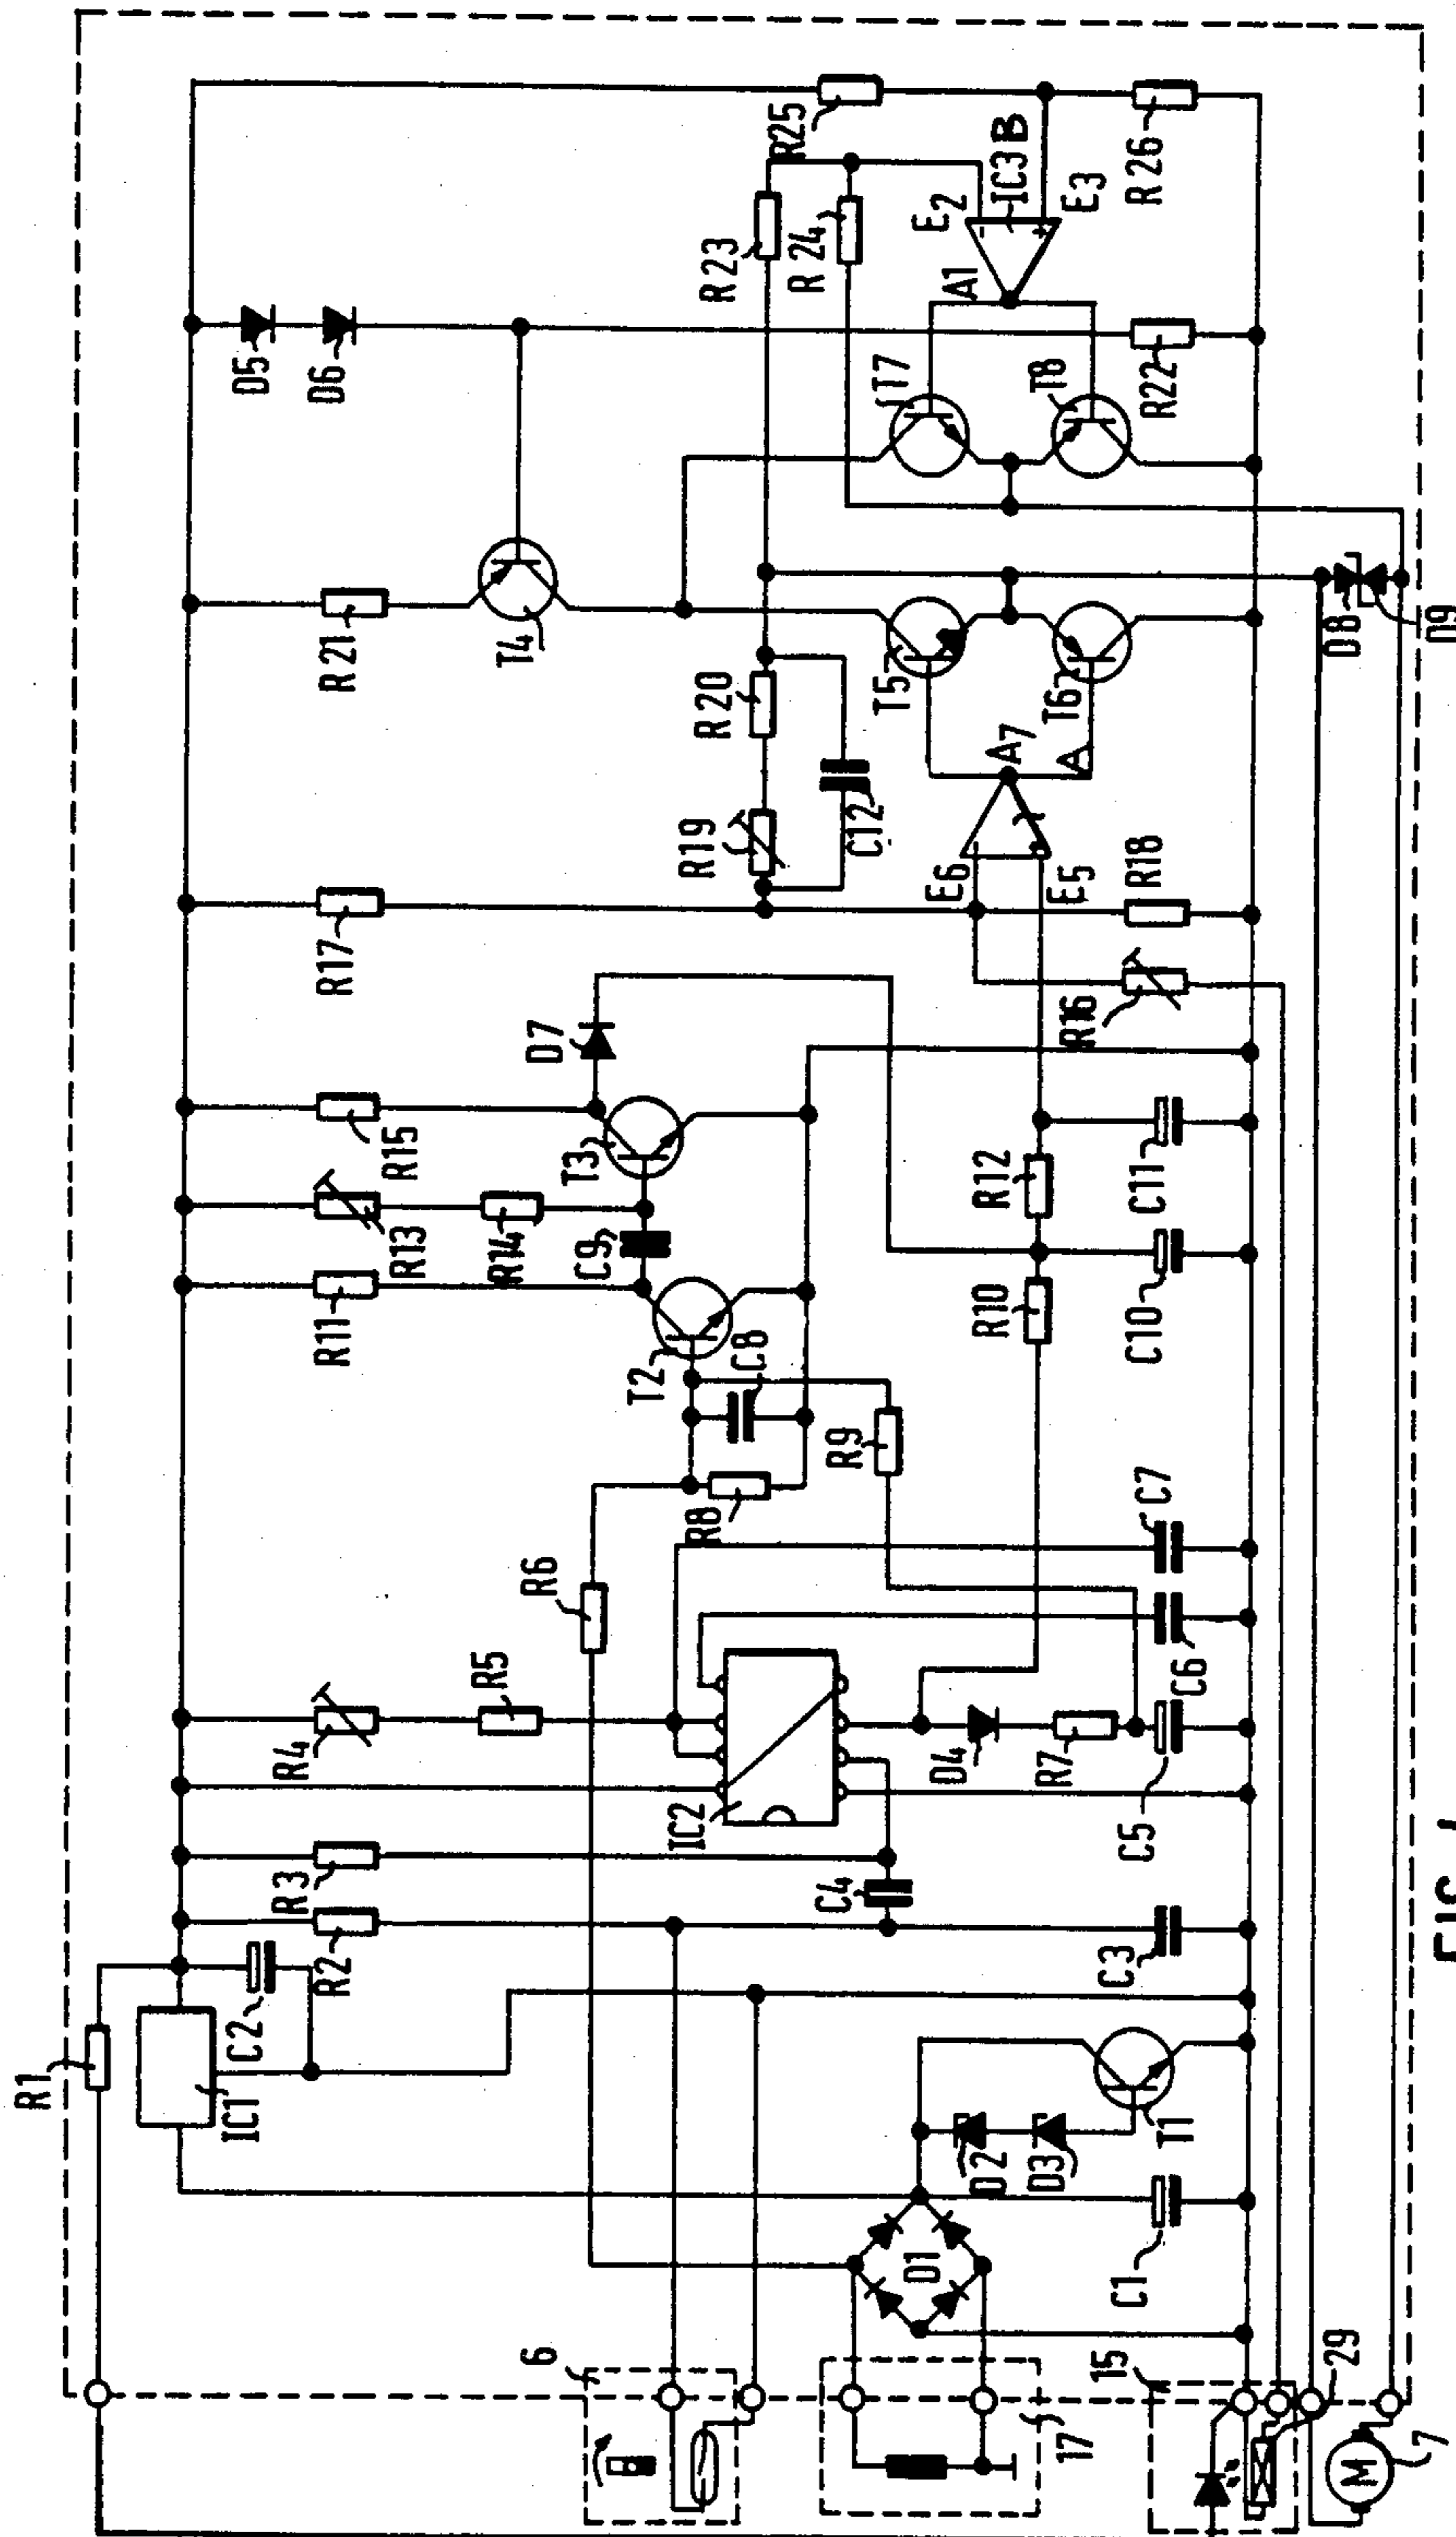 R1
IC1
C2
R2
R3
R4
R5
R11
R13
R14
R15
R17
R21
D5
D6
T4
6
R6
IC2
T2
C8
R8
C9
T3
D7
R19
R20
C12
R23
R24
R25
17
D1
D2
D3
T1
C1
C3
C4
D4
R7
C5
C6
C7
R9
R10
R12
C10
C11
R16
E6
E5
R18
A7
A
T5
T6
T7
T8
R22
A1
E2
-
IC3 B
+
E3
R26
15
29
M
7
D8
D9
FIG. 1